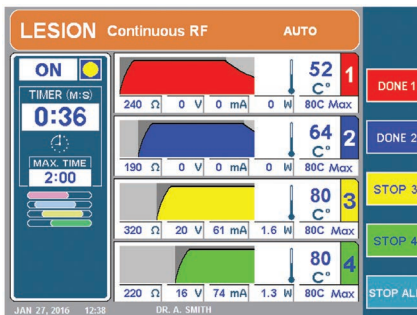 LESION Continuous RF AUTO
ON
TIMER (M:S)
0:36
MAX. TIME
2:00
52 C° 1
240 Ω 0 V 0 mA 0 W 80C Max
64 C° 2
190 Ω 0 V 0 mA 0 W 80C Max
80 C° 3
320 Ω 20 V 61 mA 1.6 W 80C Max
80 C° 4
220 Ω 16 V 74 mA 1.3 W 80C Max
DONE 1
DONE 2
STOP 3
STOP 4
STOP ALL
JAN 27, 2016 12:38 DR. A. SMITH